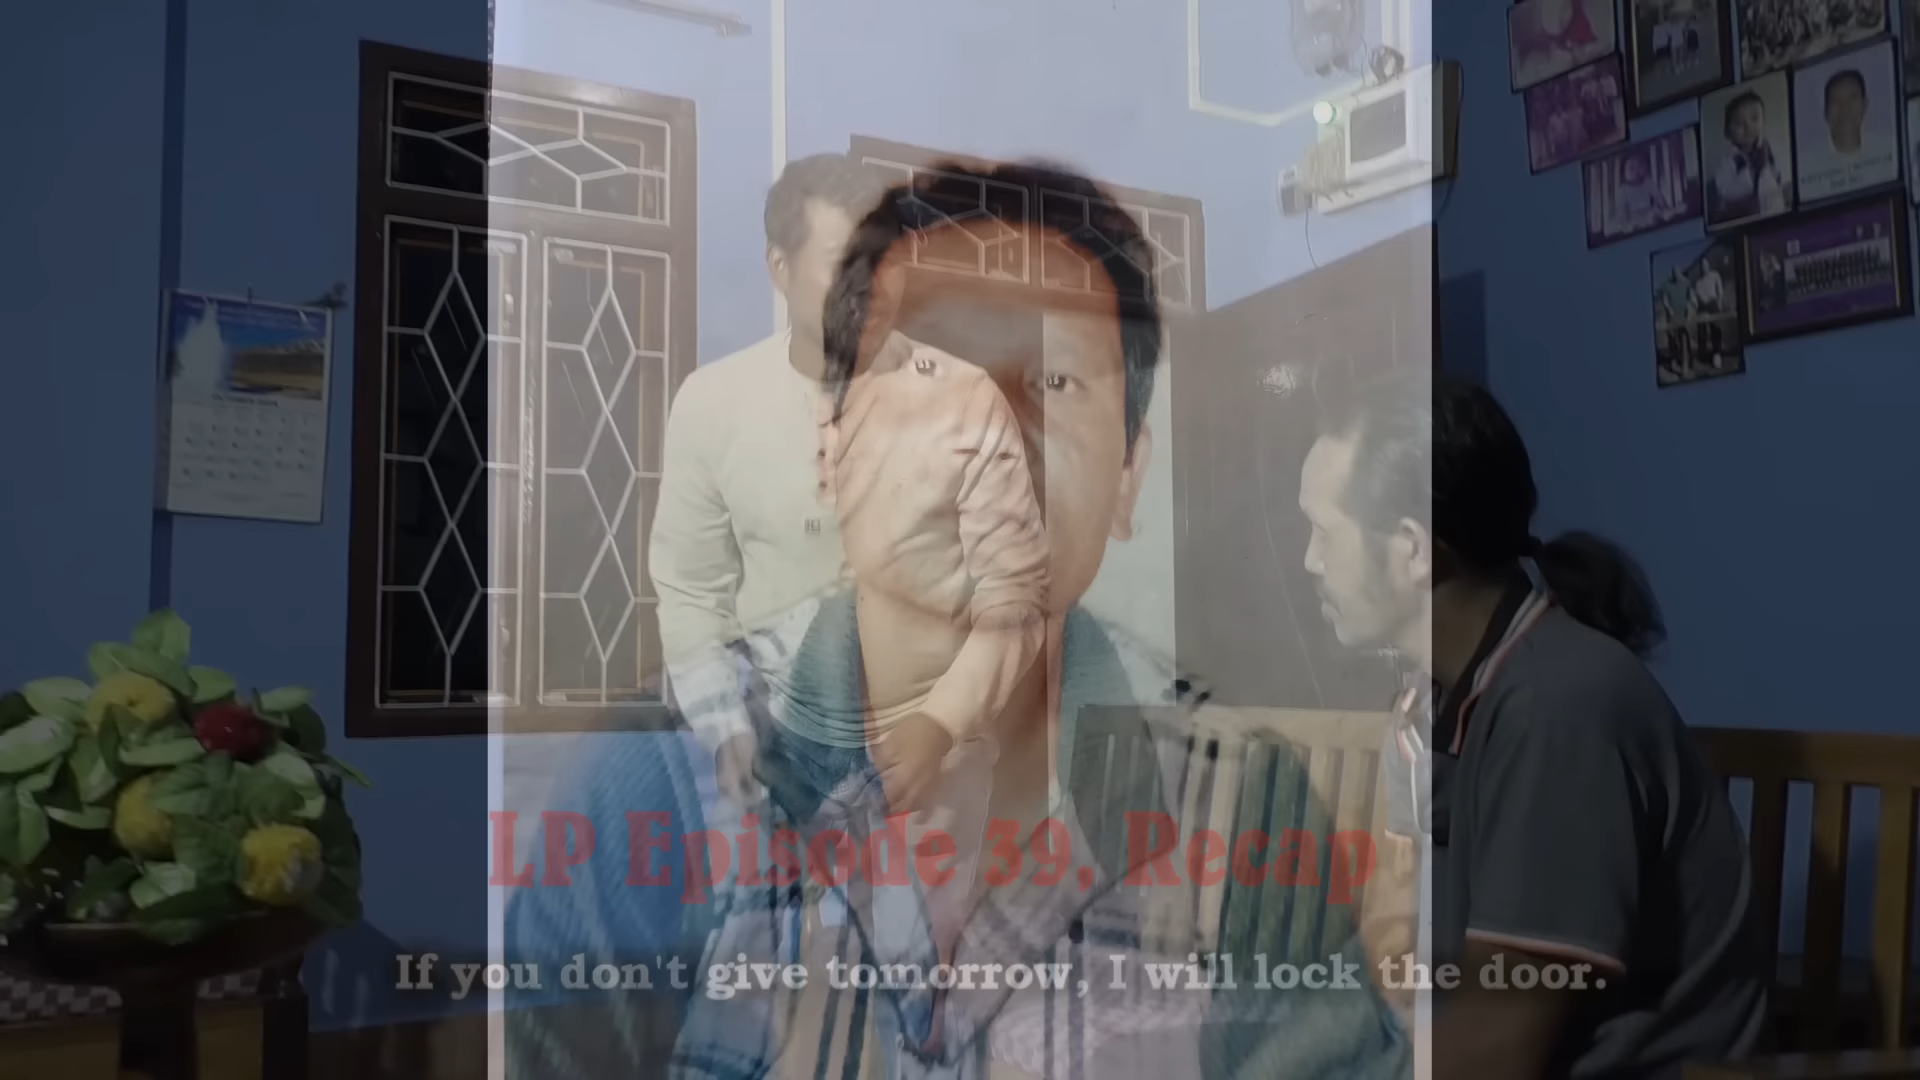 LP Episode 39, Recap
If you don't give tomorrow, I will lock the door.